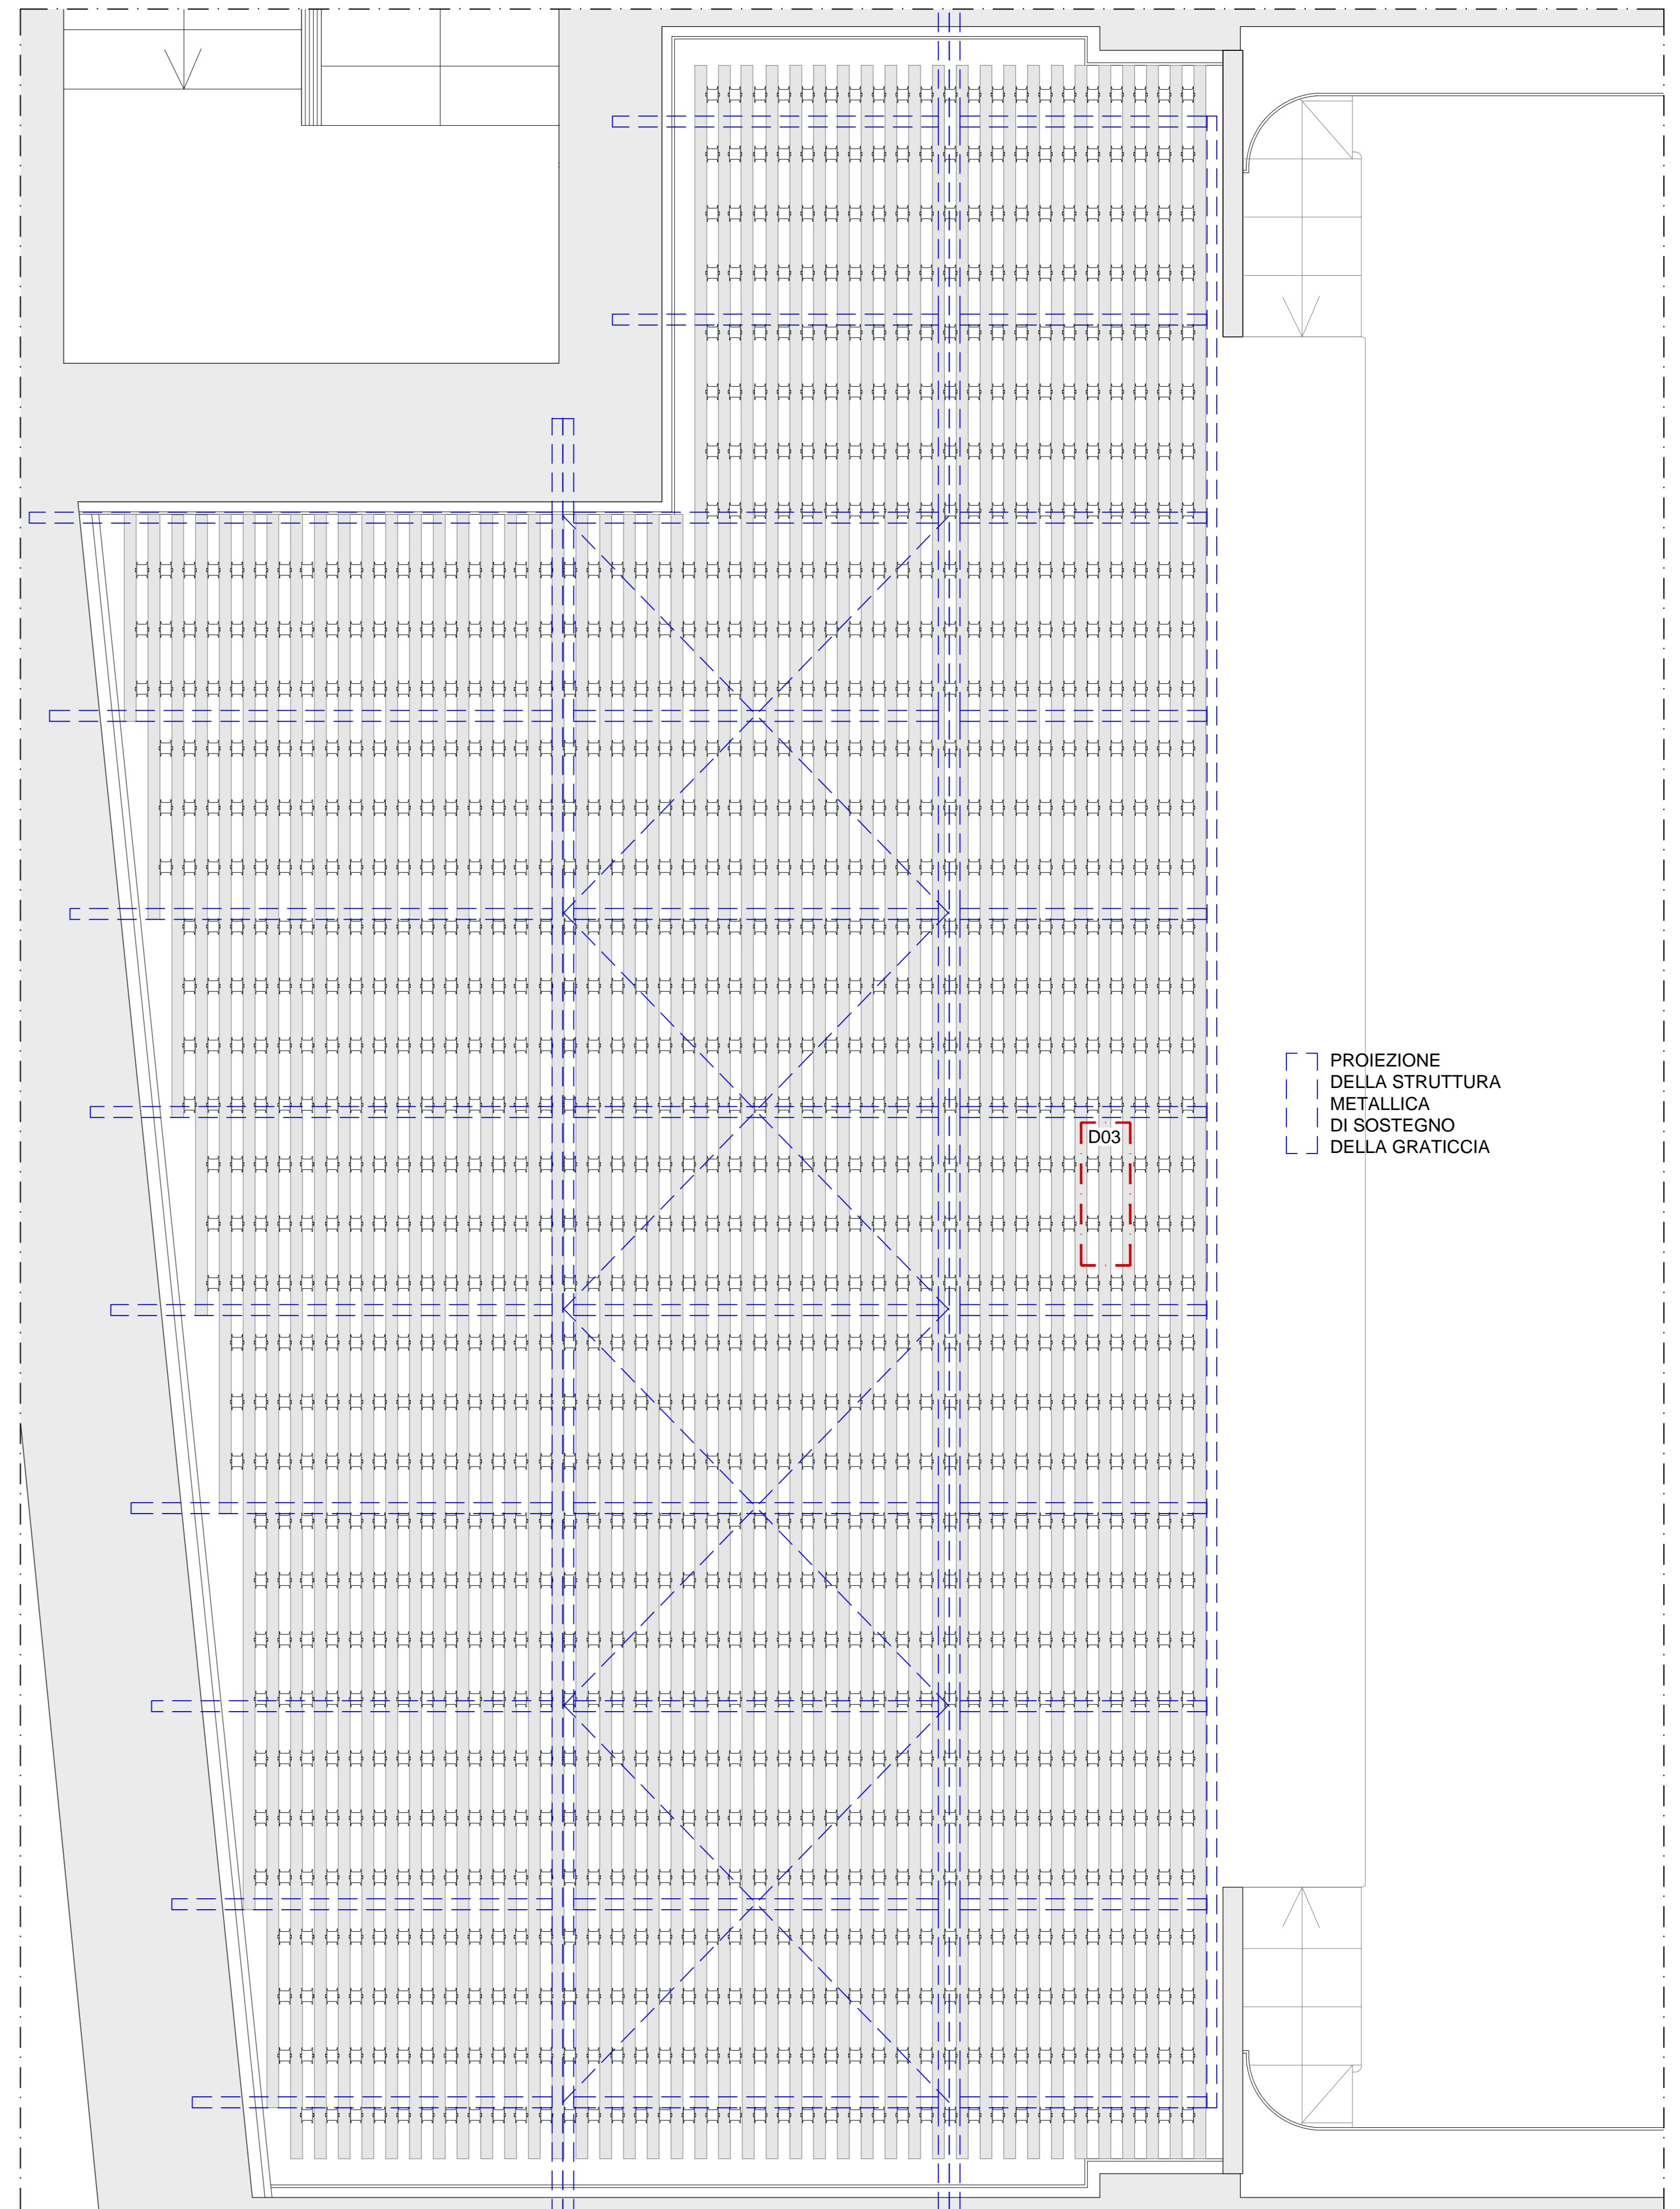 PROIEZIONE
DELLA STRUTTURA
METALLICA
DI SOSTEGNO
DELLA GRATICCIA
D03